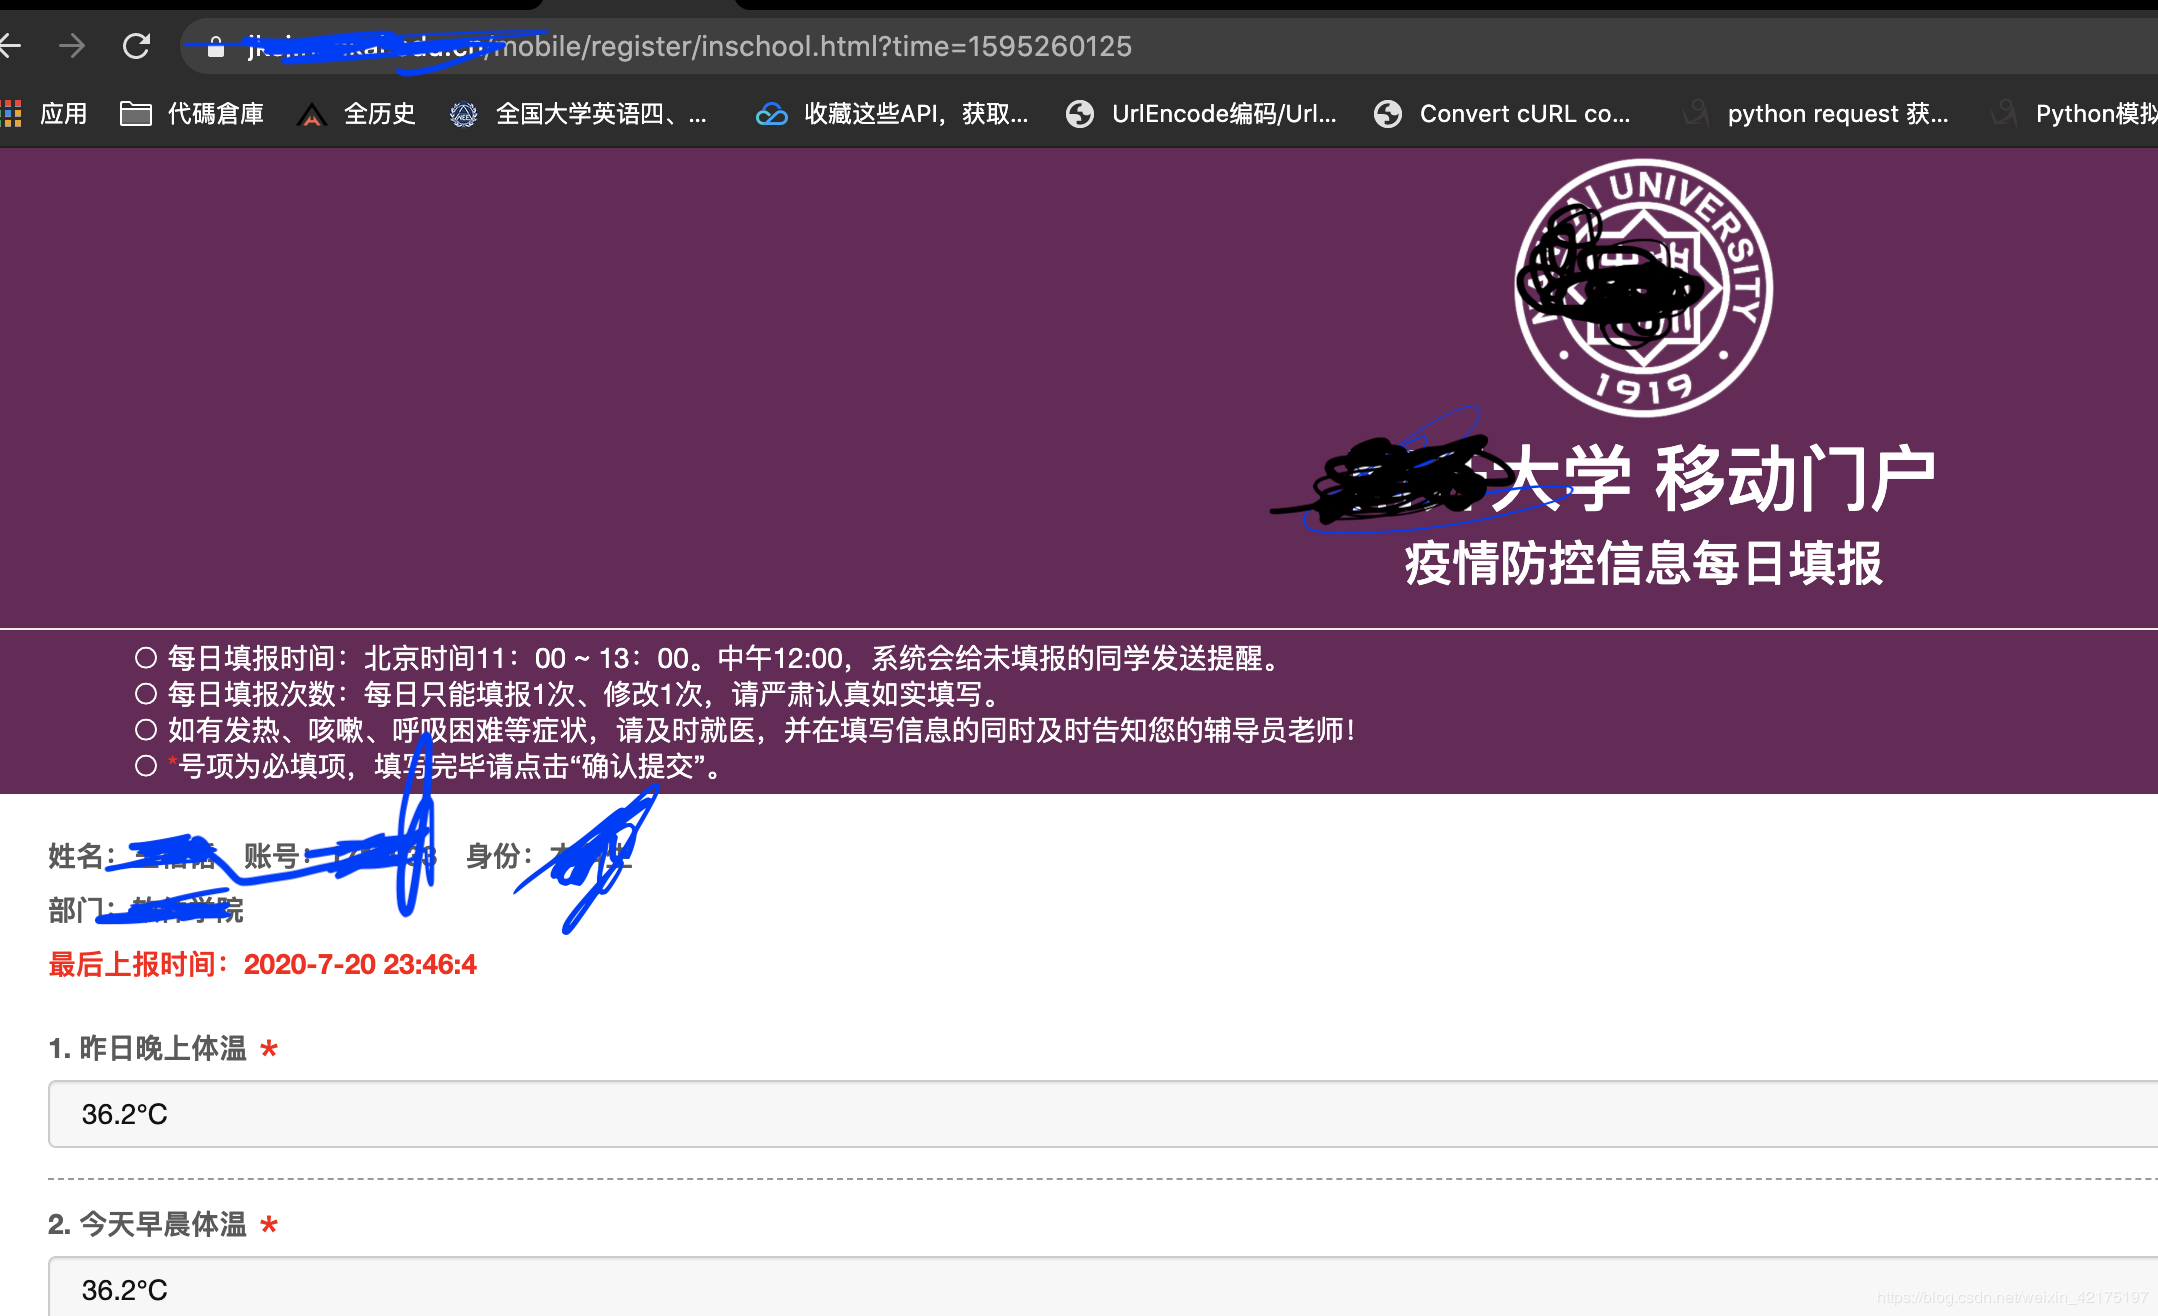 /mobile/register/inschool.html?time=1595260125
应用 代碼倉庫 全历史 全国大学英语四、... 收藏这些API，获取... UrlEncode编码/Url... Convert cURL co... python request 获... Python模拟
UNIVERSITY
1919
大学 移动门户
疫情防控信息每日填报
每日填报时间：北京时间11：00 ~ 13：00。中午12:00，系统会给未填报的同学发送提醒。
每日填报次数：每日只能填报1次、修改1次，请严肃认真如实填写。
如有发热、咳嗽、呼吸困难等症状，请及时就医，并在填写信息的同时及时告知您的辅导员老师！
*号项为必填项，填写完毕请点击“确认提交”。
姓名： 账号： 身份：
部门：
最后上报时间：2020-7-20 23:46:4
1. 昨日晚上体温 *
36.2°C
2. 今天早晨体温 *
36.2°C
https://blog.csdn.net/weixin_42175197